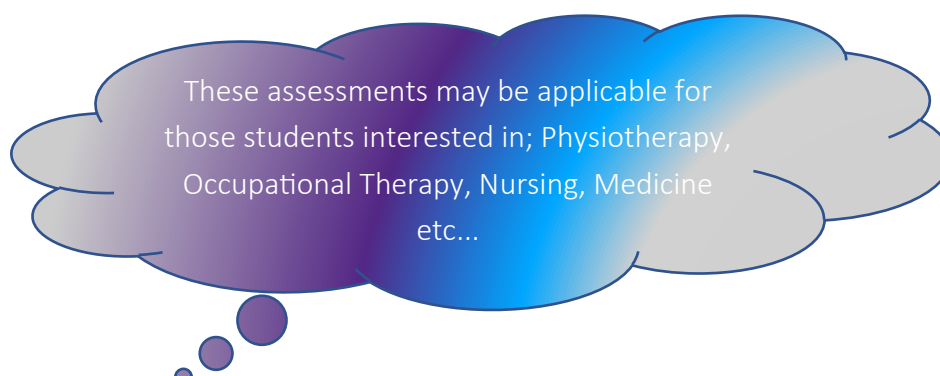 These assessments may be applicable for
those students interested in; Physiotherapy,
Occupational Therapy, Nursing, Medicine
etc...